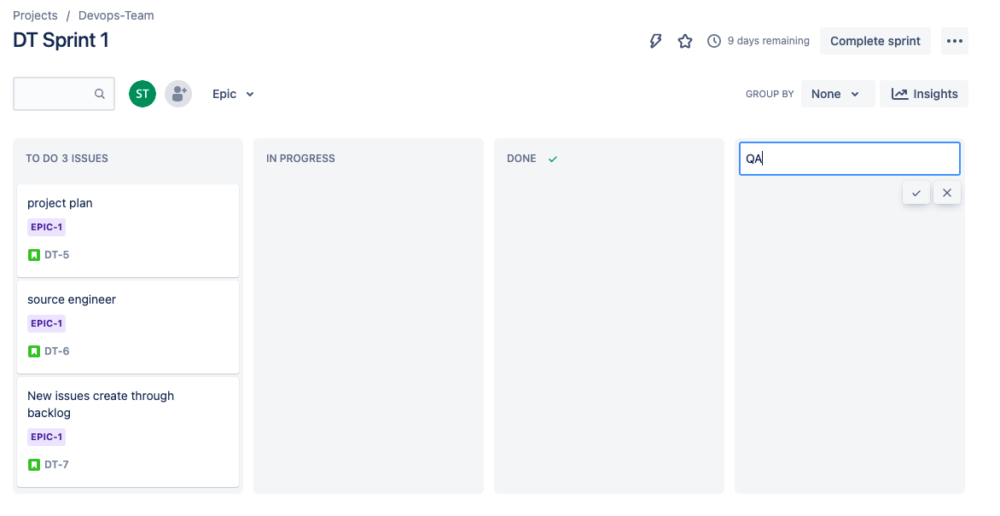 Projects / Devops-Team
DT Sprint 1
9 days remaining
Complete sprint
ST
Epic
GROUP BY
None
Insights
TO DO 3 ISSUES
project plan
EPIC-1
DT-5
source engineer
EPIC-1
DT-6
New issues create through
backlog
EPIC-1
DT-7
IN PROGRESS
DONE
QA